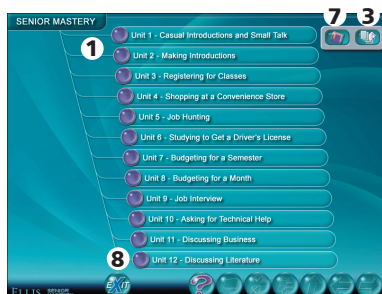 SENIOR MASTERY
7
3
1
Unit 1 - Casual Introductions and Small Talk
Unit 2 - Making Introductions
Unit 3 - Registering for Classes
Unit 4 - Shopping at a Convenience Store
Unit 5 - Job Hunting
Unit 6 - Studying to Get a Driver's License
Unit 7 - Budgeting for a Semester
Unit 8 - Budgeting for a Month
Unit 9 - Job Interview
Unit 10 - Asking for Technical Help
Unit 11 - Discussing Business
8
Unit 12 - Discussing Literature
EXIT
?
ELLIS SENIOR